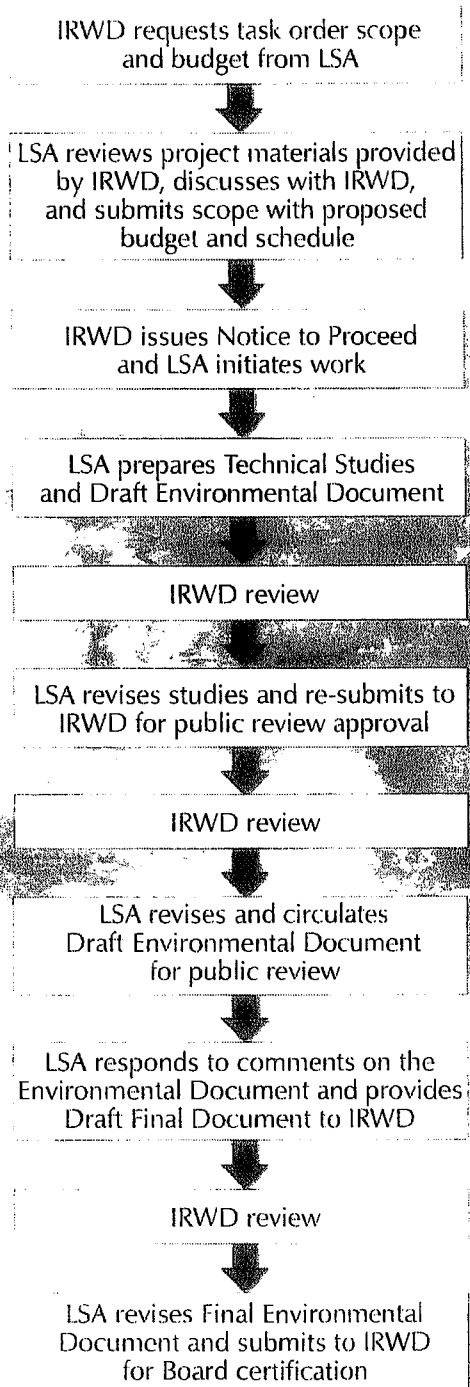 IRWD requests task order scope
and budget from LSA
LSA reviews project materials provided
by IRWD, discusses with IRWD,
and submits scope with proposed
budget and schedule
IRWD issues Notice to Proceed
and LSA initiates work
LSA prepares Technical Studies
and Draft Environmental Document
IRWD review
LSA revises studies and re-submits to
IRWD for public review approval
IRWD review
LSA revises and circulates
Draft Environmental Document
for public review
LSA responds to comments on the
Environmental Document and provides
Draft Final Document to IRWD
IRWD review
LSA revises Final Environmental
Document and submits to IRWD
for Board certification